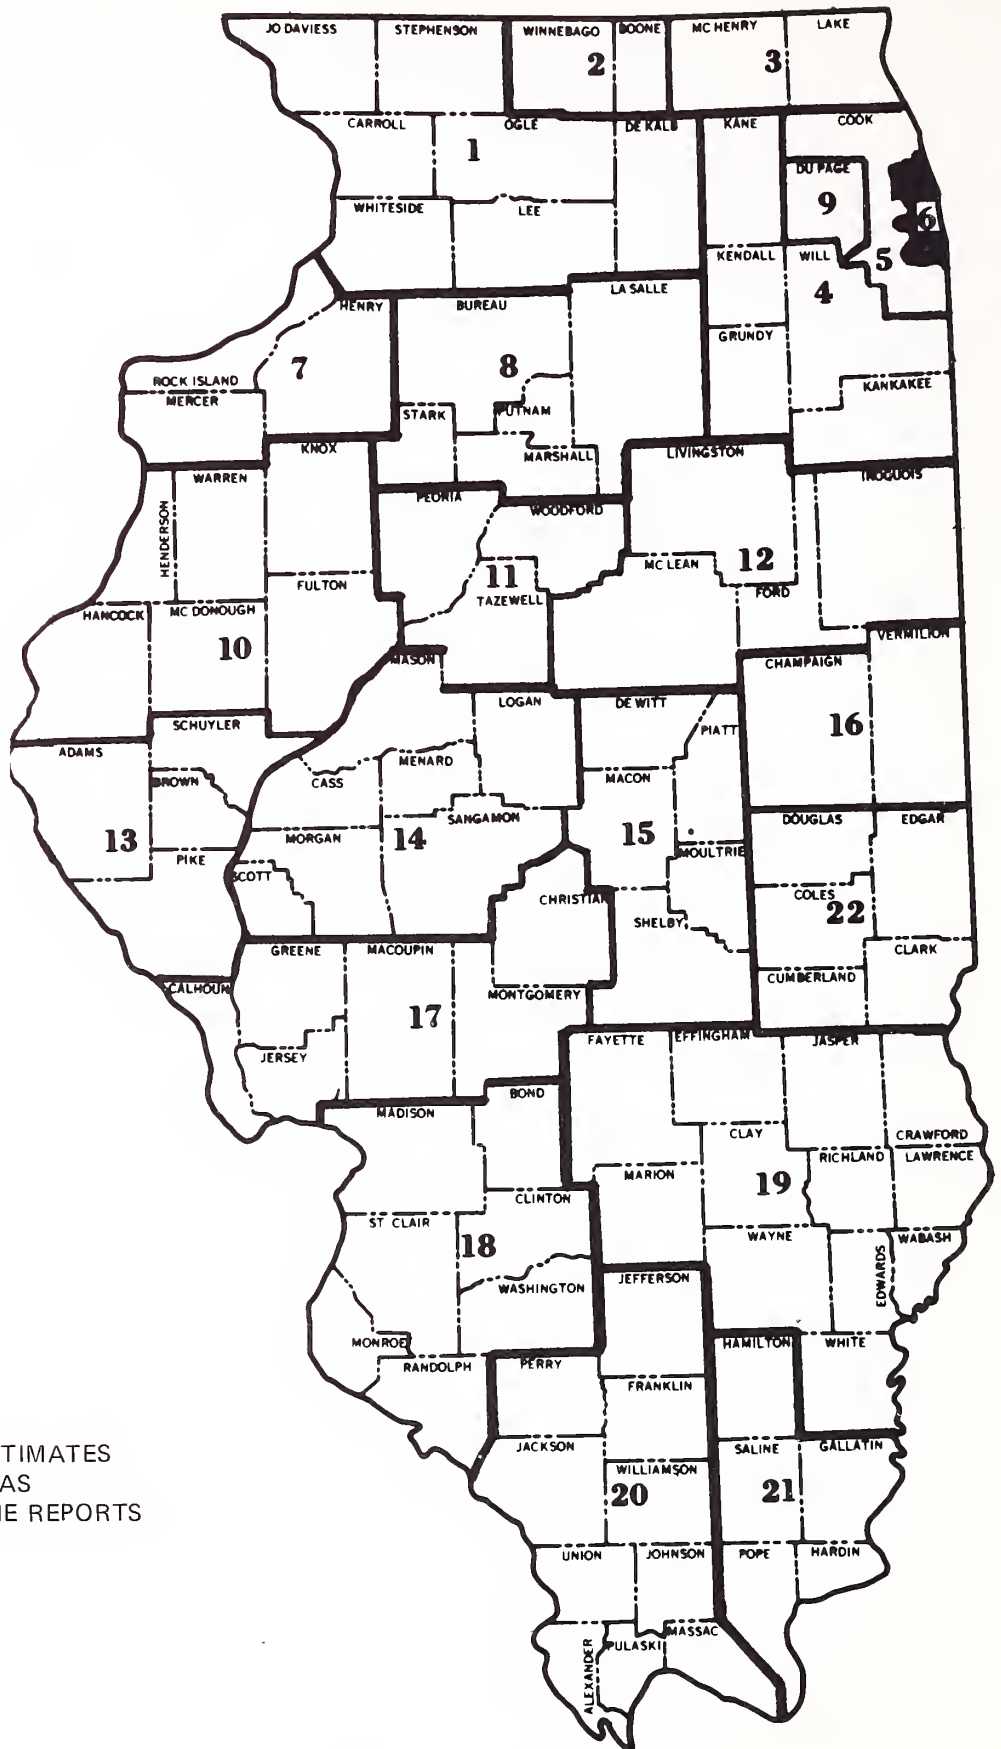 JO DAVIESS
STEPHENSON
WINNEBAGO
BOONE
MC HENRY
LAKE
2
3
CARROLL
OGLE
DE KALB
KANE
COOK
1
DU PAGE
9
6
WHITESIDE
LEE
5
KENDALL
WILL
4
LA SALLE
HENRY
BUREAU
GRUNDY
7
8
ROCK ISLAND
MERCER
KANKAKEE
STARK
PUTNAM
KNOX
MARSHALL
LIVINGSTON
WARREN
IROQUOIS
PEORIA
WOODFORD
HENDERSON
MC LEAN
12
11
FULTON
FORD
TAZEWELL
HANCOCK
MC DONOUGH
VERMILION
10
MASON
CHAMPAIGN
LOGAN
DE WITT
SCHUYLER
PIATT
16
ADAMS
MENARD
BROWN
CASS
MACON
SANGAMON
DOUGLAS
EDGAR
13
MORGAN
14
15
PIKE
MOULTRIE
SCOTT
CHRISTIAN
COLES
22
SHELBY
GREENE
MACOUPIN
CLARK
CUMBERLAND
CALHOUN
MONTGOMERY
17
FAYETTE
EFFINGHAM
JASPER
JERSEY
BOND
MADISON
CLAY
CRAWFORD
RICHLAND
LAWRENCE
MARION
19
CLINTON
ST CLAIR
WAYNE
WABASH
18
EDWARDS
JEFFERSON
WASHINGTON
MONROE
HAMILTON
WHITE
RANDOLPH
PERRY
FRANKLIN
JACKSON
SALINE
GALLATIN
TIMATES
WILLIAMSON
AS
20
21
IE REPORTS
UNION
JOHNSON
POPE
HARDIN
MASSAC
PULASKI
ALEXANDER